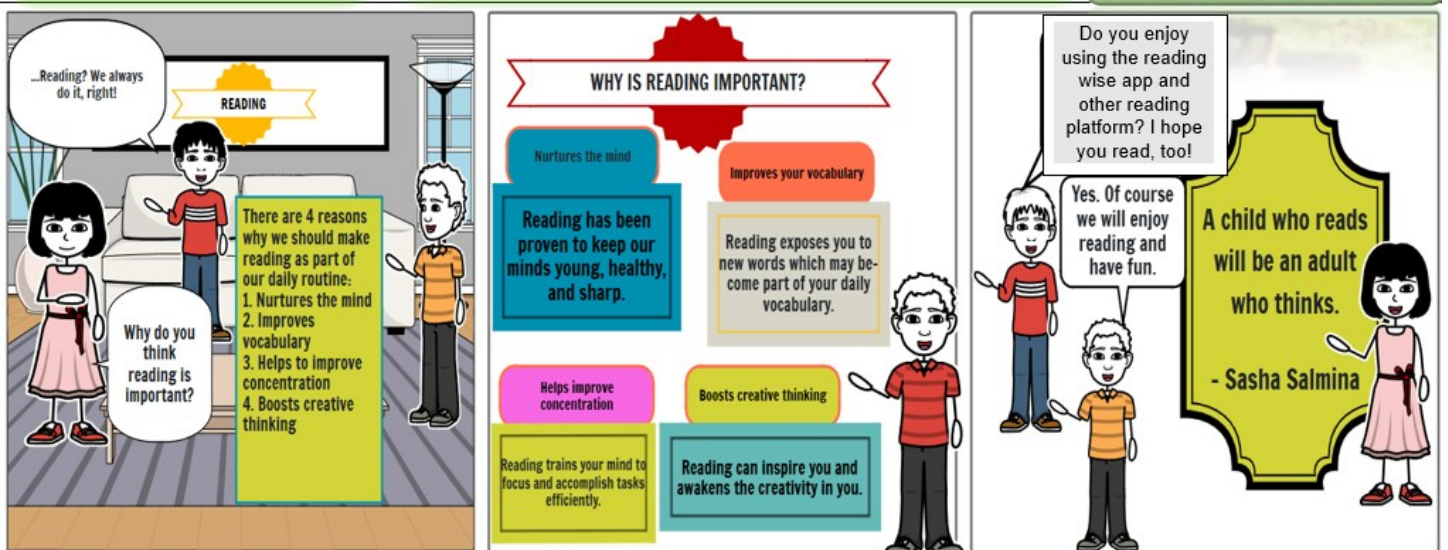 ...Reading? We always
do it, right!
READING
There are 4 reasons
why we should make
reading as part of
our daily routine:
1. Nurtures the mind
2. Improves
vocabulary
3. Helps to improve
concentration
4. Boosts creative
thinking
Why do you
think
reading is
important?
WHY IS READING IMPORTANT?
Nurtures the mind
Reading has been
proven to keep our
minds young, healthy,
and sharp.
Improves your vocabulary
Reading exposes you to
new words which may be-
come part of your daily
vocabulary.
Helps improve
concentration
Reading trains your mind to
focus and accomplish tasks
efficiently.
Boosts creative thinking
Reading can inspire you and
awakens the creativity in you.
Do you enjoy
using the reading
wise app and
other reading
platform? I hope
you read, too!
Yes. Of course
we will enjoy
reading and
have fun.
A child who reads
will be an adult
who thinks.
- Sasha Salmina